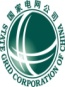 国家电网公司
STATE GRID CORPORATION OF CHINA